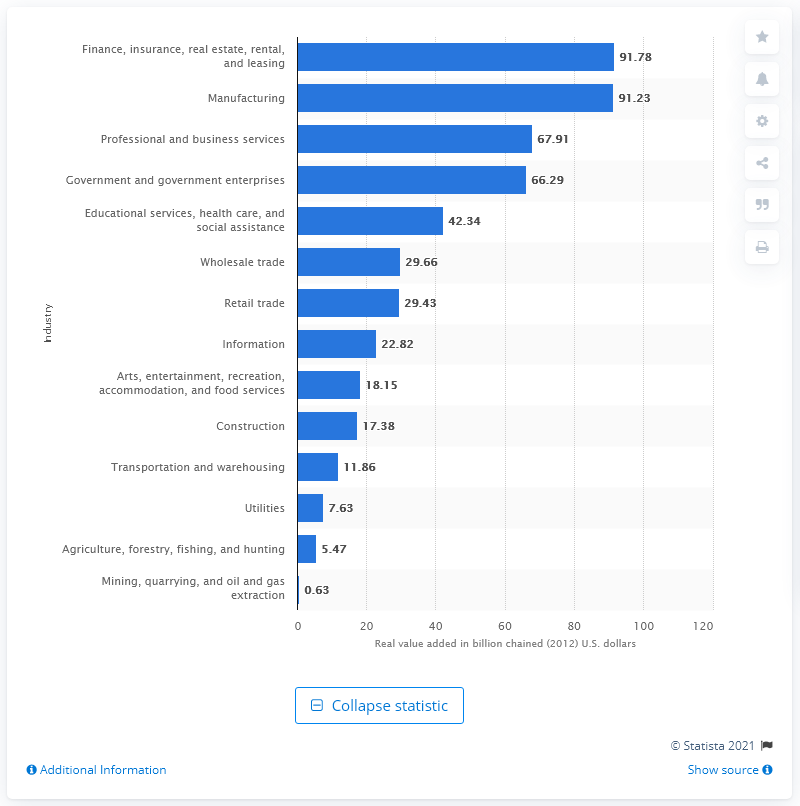 Finance, insurance, real estate, rental,
and leasing
91.78
Manufacturing
91.23
Professional and business services
67.91
Government and government enterprises
66.29
Educational services, health care, and
social assistance
42.34
Wholesale trade
29.66
Retail trade
29.43
Information
22.82
Arts, entertainment, recreation,
accommodation, and food services
18.15
Construction
17.38
Transportation and warehousing
11.86
Utilities
7.63
Agriculture, forestry, fishing, and hunting
5.47
Mining, quarrying, and oil and gas
extraction
0.63
Industry
0 20 40 60 80 100 120
Real value added in billion chained (2012) U.S. dollars
Collapse statistic
© Statista 2021
Additional Information
Show source